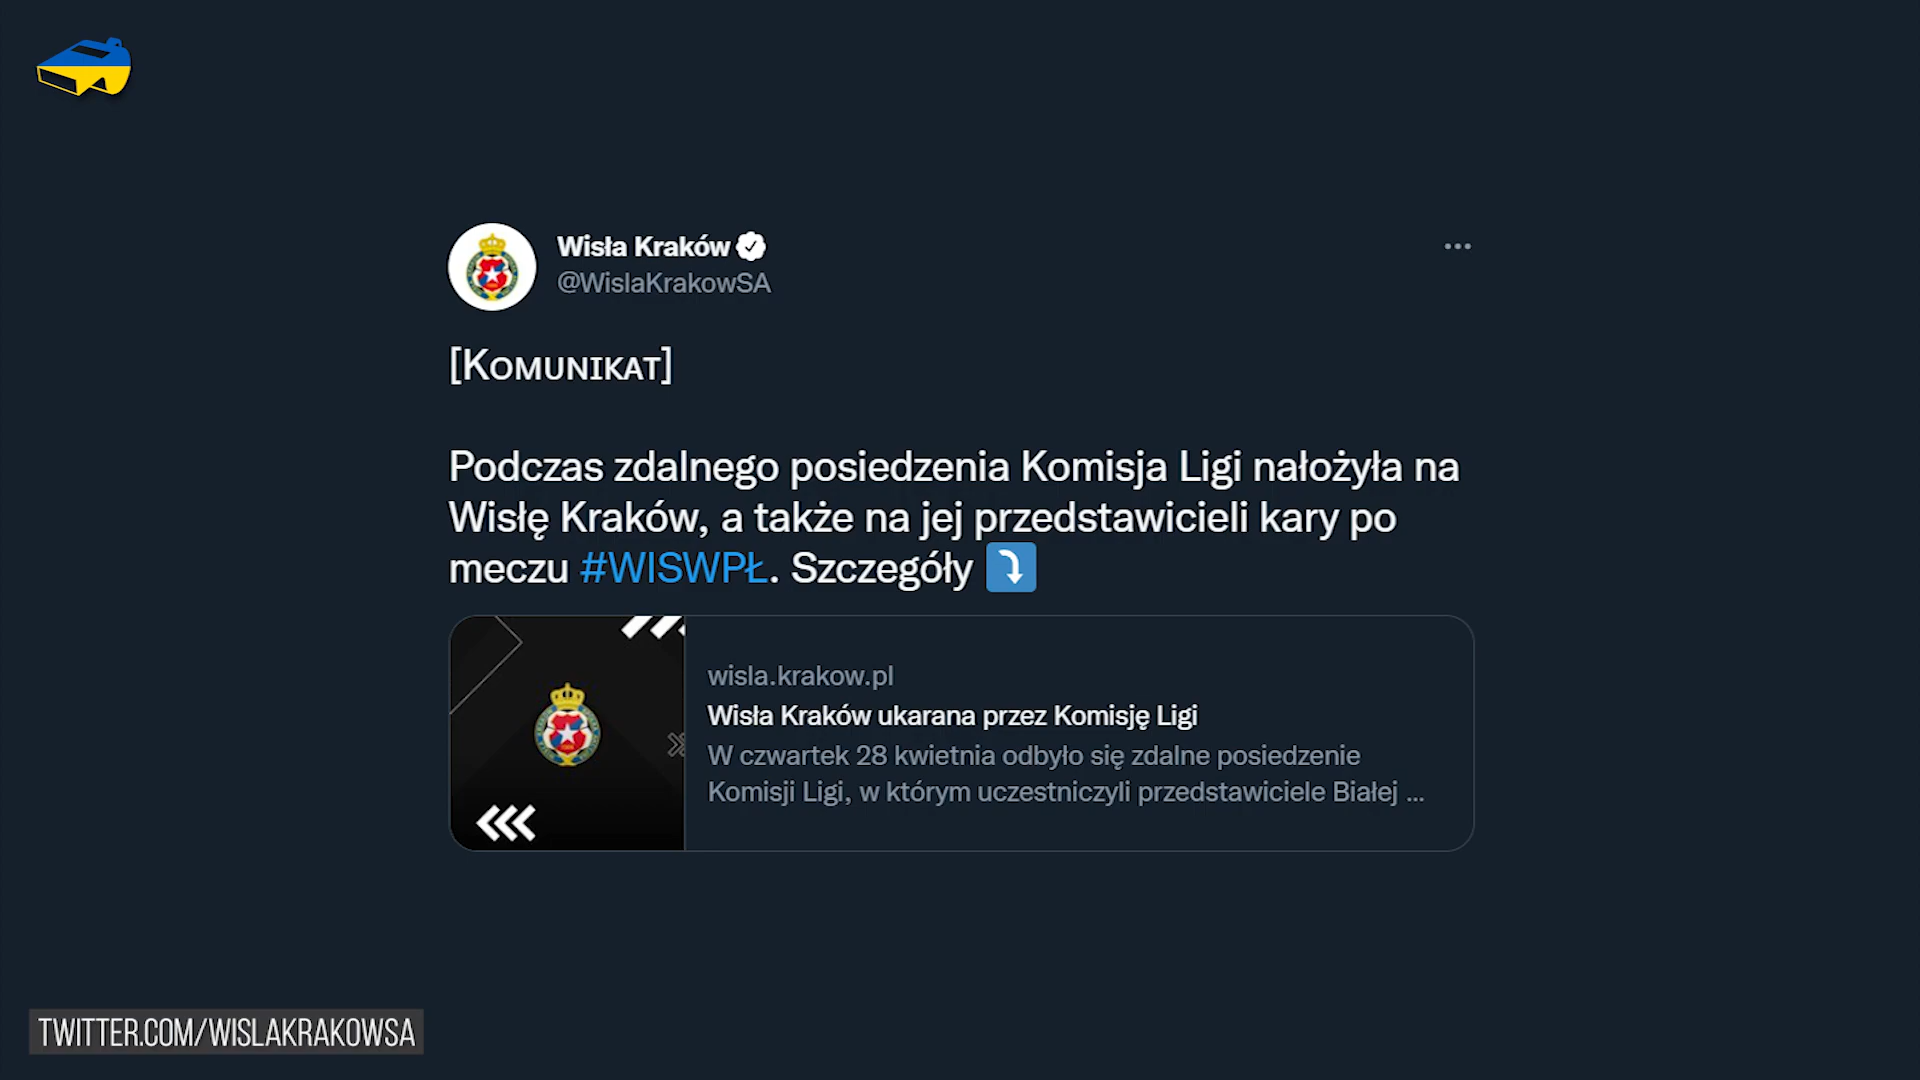 Wisła Kraków
@WislaKrakowSA
[Komunikat]
Podczas zdalnego posiedzenia Komisja Ligi nałożyła na
Wisłę Kraków, a także na jej przedstawicieli kary po
meczu #WISWPŁ. Szczegóły ⤵️
wisla.krakow.pl
Wisła Kraków ukarana przez Komisję Ligi
W czwartek 28 kwietnia odbyło się zdalne posiedzenie
Komisji Ligi, w którym uczestniczyli przedstawiciele Białej ...
TWITTER.COM/WISLAKRAKOWSA